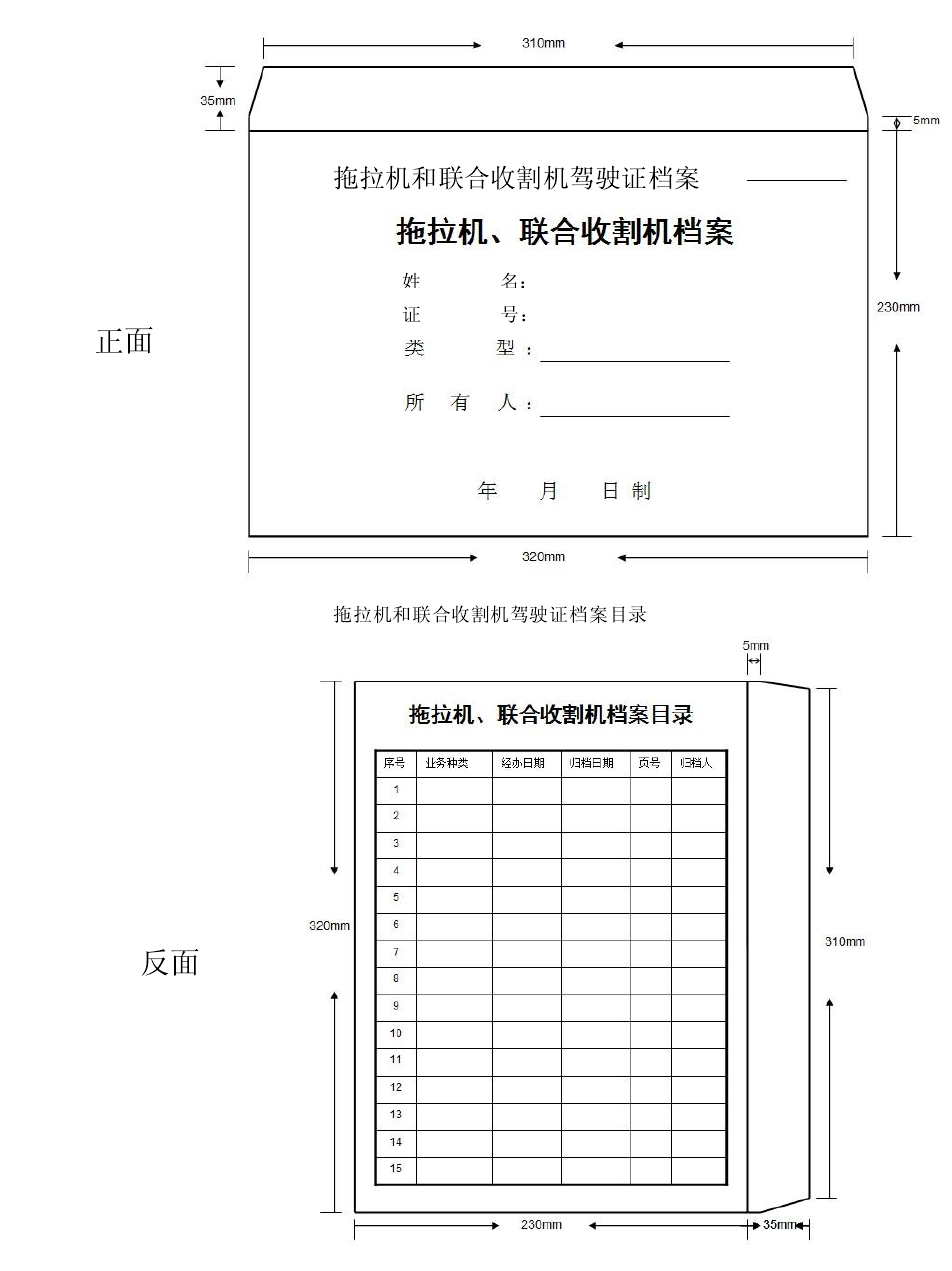 310mm
35mm
5mm
拖拉机和联合收割机驾驶证档案
拖拉机、联合收割机档案
姓 名:
证 号:
230mm
正面
类 型:
所 有 人:
年 月 日 制
320mm
拖拉机和联合收割机驾驶证档案目录
5mm
拖拉机、联合收割机档案目录
序号 业务种类 经办日期 归档日期 页号 归档人
1
2
3
4
5
6
320mm
310mm
7
反面
8
9
10
11
12
13
14
15
230mm 35mm